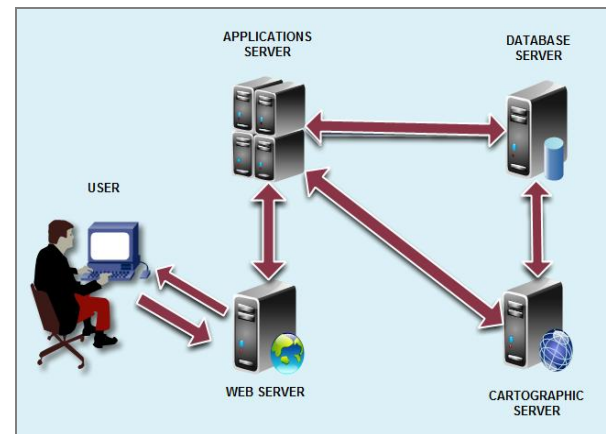 APPLICATIONS
SERVER
DATABASE
SERVER
USER
WEB SERVER
CARTOGRAPHIC
SERVER